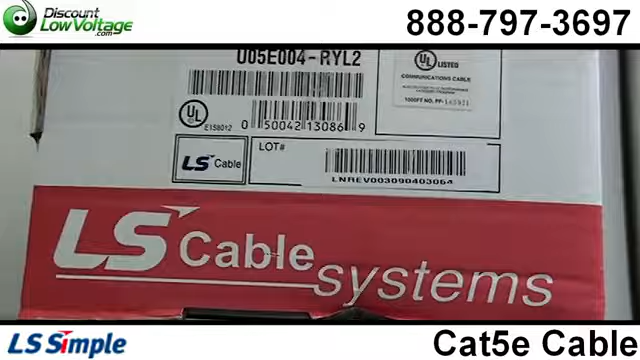 Discount
LowVoltage
.com
888-797-3697
U05E004-RYL2
UL LISTED
COMMUNICATIONS CABLE
UL
E158012
0 50042 13086 9
LS Cable
LOT#
LNREV003090403064
LS Cable
systems
LS Simple
Cat5e Cable